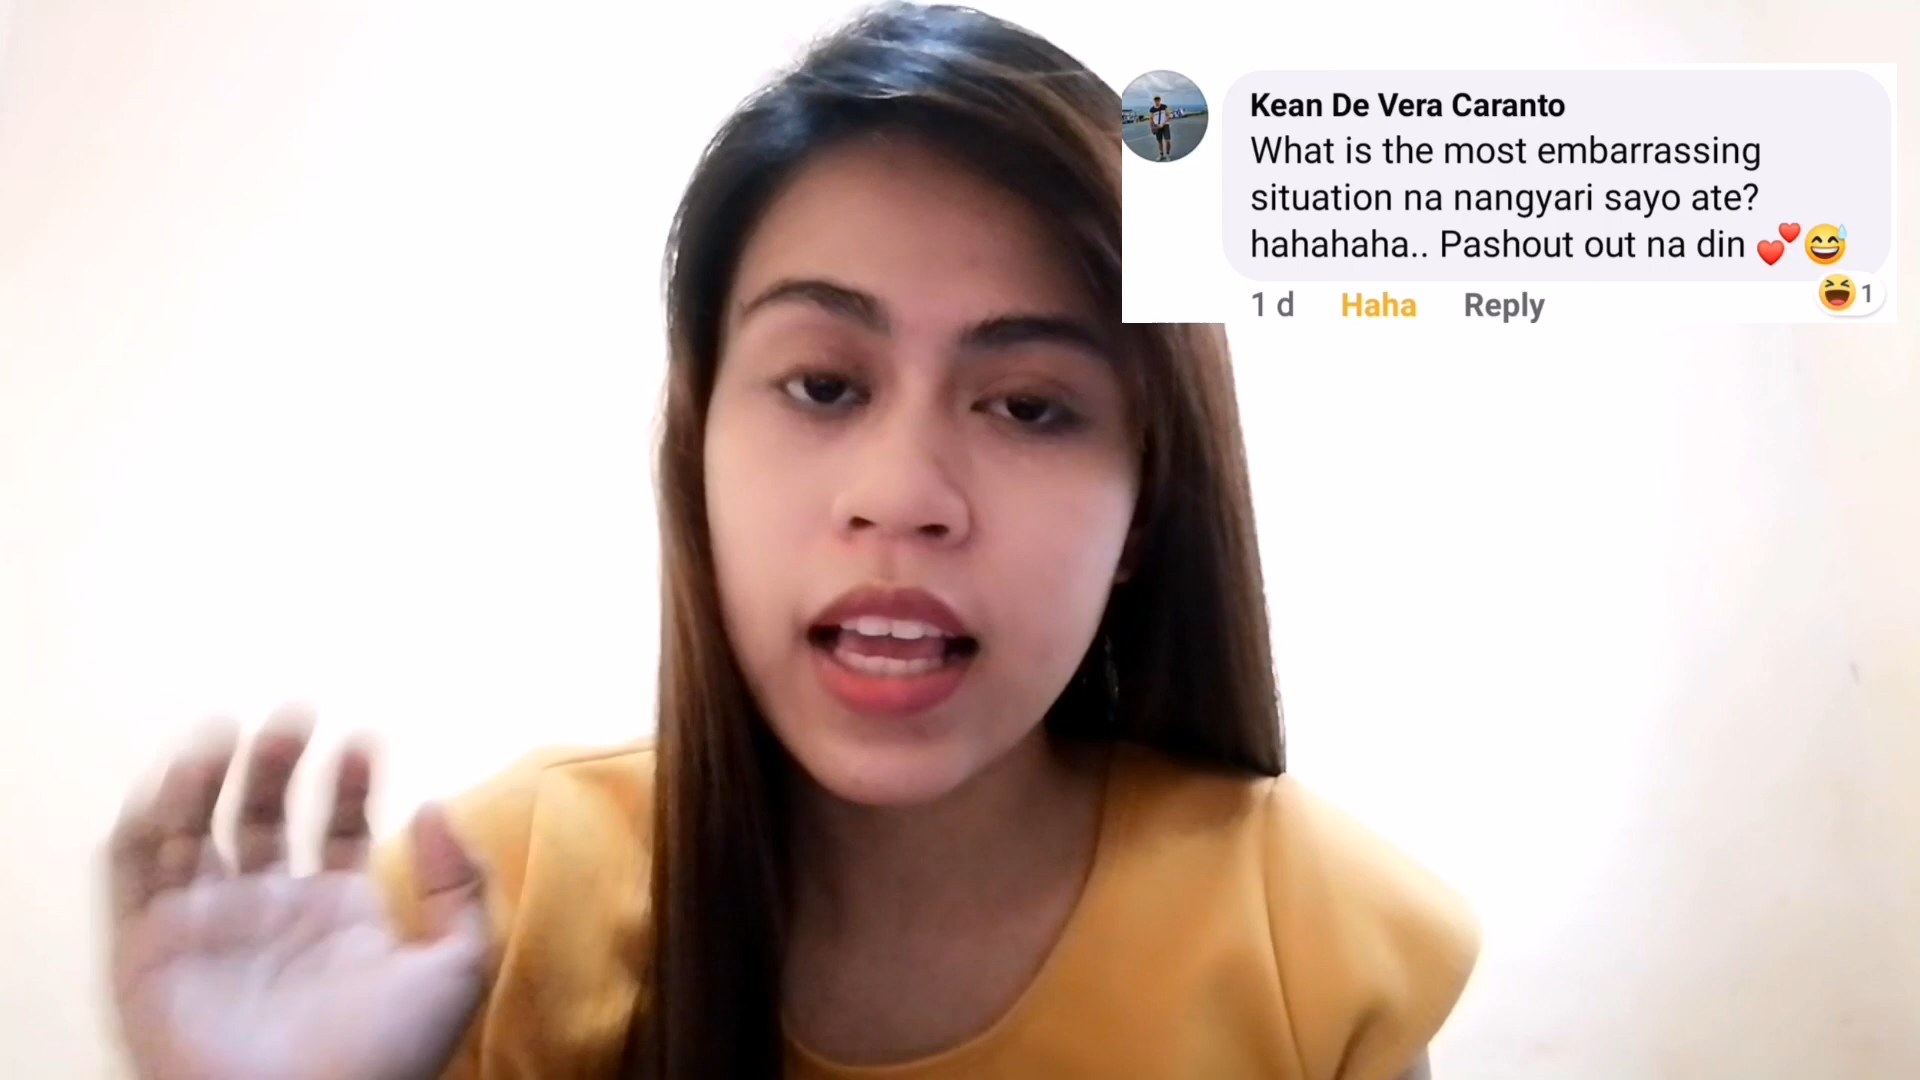 Kean De Vera Caranto
What is the most embarrassing
situation na nangyari sayo ate?
hahahaha.. Pashout out na din 💕😅
1 d Haha Reply 1